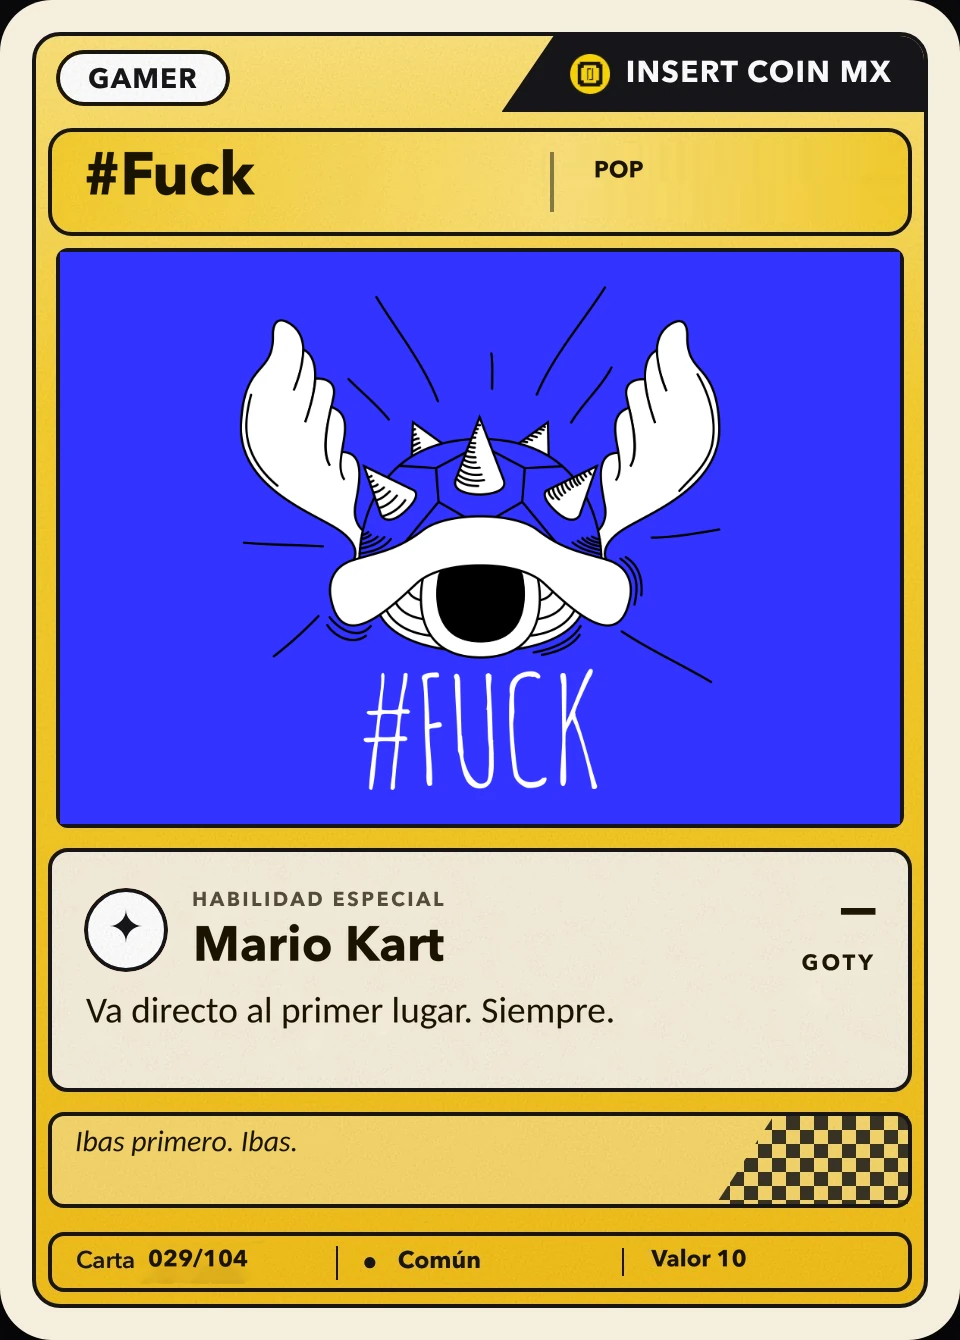 GAMER
INSERT COIN MX
#Fuck
POP
#FUCK
HABILIDAD ESPECIAL
Mario Kart
—
GOTY
Va directo al primer lugar. Siempre.
Ibas primero. Ibas.
Carta 029/104
• Común
Valor 10